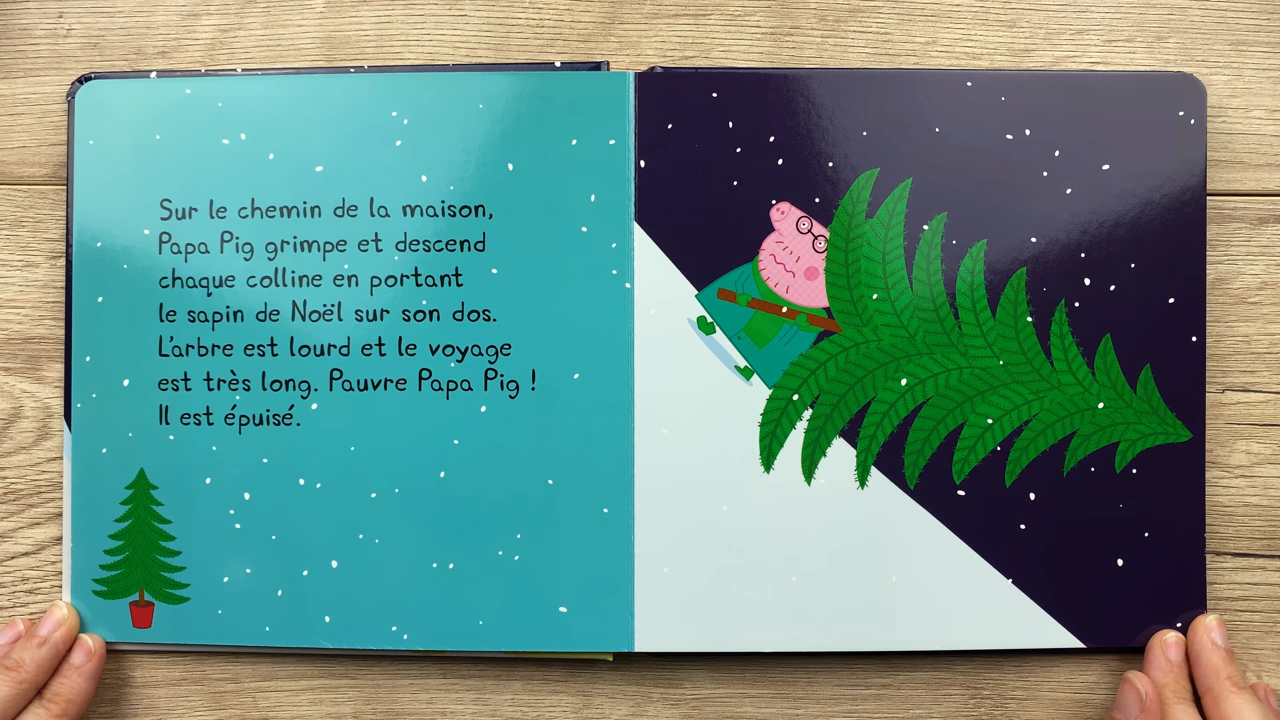 Sur le chemin de la maison,
Papa Pig grimpe et descend
chaque colline en portant
le sapin de Noël sur son dos.
L'arbre est lourd et le voyage
est très long. Pauvre Papa Pig !
Il est épuisé.